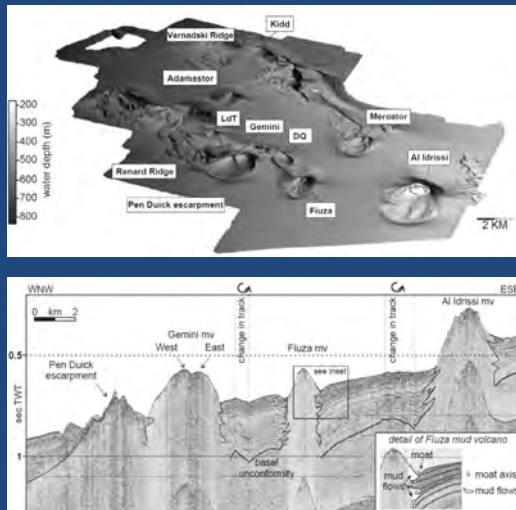 Kidd
Vernadski Ridge
Adamastor
LdT
Gemini
DQ
Meroator
Al Idrissi
Renard Ridge
Pen Duick escarpment
Fiuza
2 KM
water depth (m)
-200
-300
-400
-500
-600
-700
-800
WNW
ESE
0 km 2
change in track
change in track
Al Idrissi mv
Gemini mv
West East
Fluza mv
see inset
Pen Duick
escarpment
0.5
sec TWT
1
basal
unconformity
detail of Fiuza mud volcano
moat
mud
flows
moat axis
mud flows